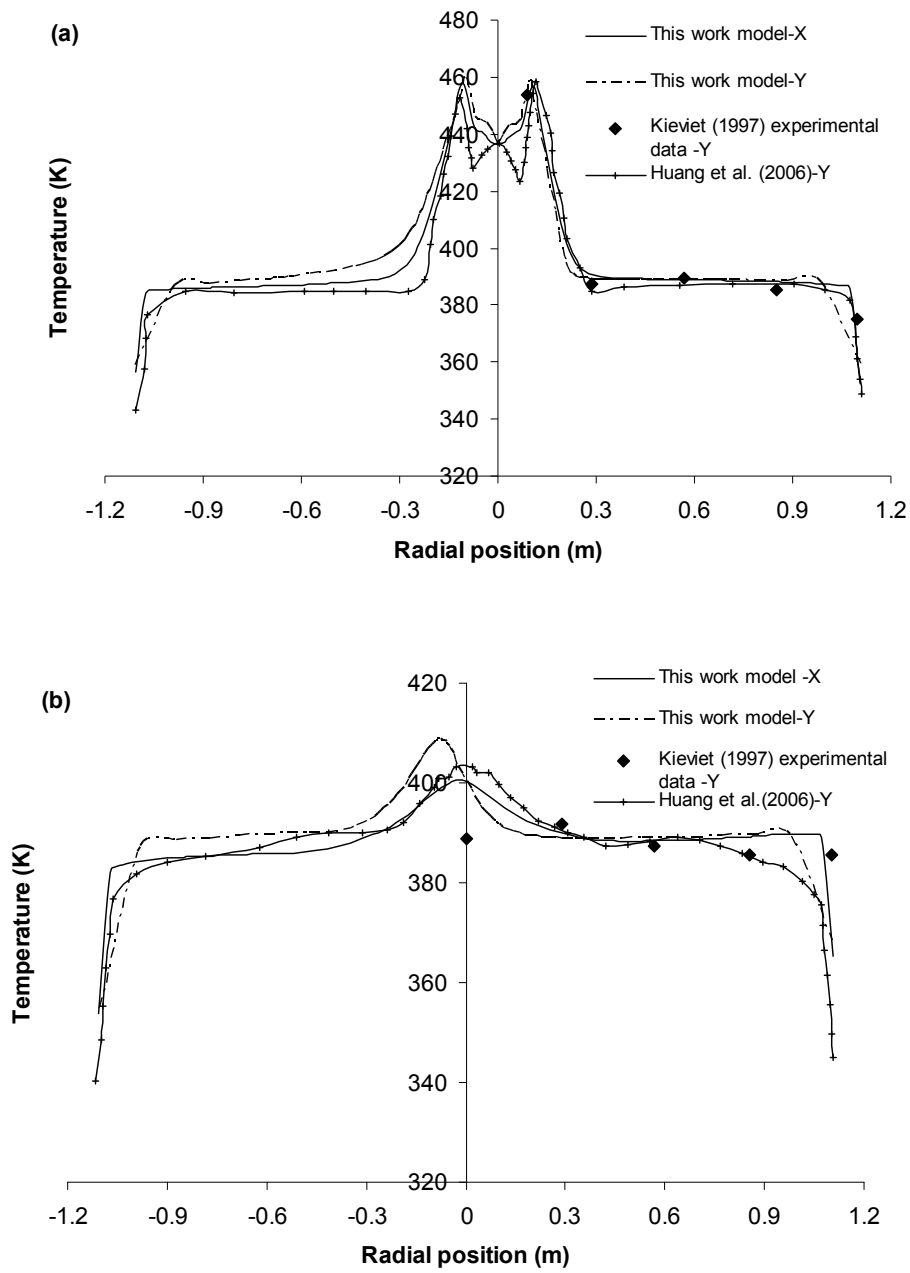 (a)
This work model-X
This work model-Y
Kieviet (1997) experimental
data -Y
Huang et al. (2006)-Y
Temperature (K)
480
460
440
420
400
380
360
340
320
-1.2 -0.9 -0.6 -0.3 0 0.3 0.6 0.9 1.2
Radial position (m)
(b)
This work model -X
This work model-Y
Kieviet (1997) experimental
data -Y
Huang et al.(2006)-Y
Temperature (K)
420
400
380
360
340
320
-1.2 -0.9 -0.6 -0.3 0 0.3 0.6 0.9 1.2
Radial position (m)